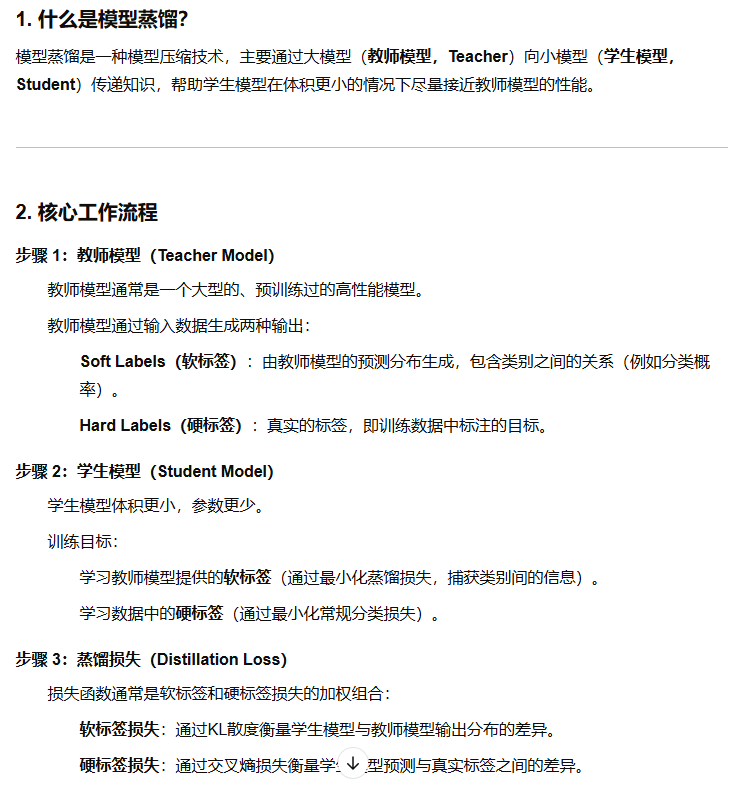 1. 什么是模型蒸馏？
模型蒸馏是一种模型压缩技术，主要通过大模型（教师模型，Teacher）向小模型（学生模型，
Student）传递知识，帮助学生模型在体积更小的情况下尽量接近教师模型的性能。
2. 核心工作流程
步骤 1：教师模型（Teacher Model）
教师模型通常是一个大型的、预训练过的高性能模型。
教师模型通过输入数据生成两种输出：
Soft Labels（软标签）：由教师模型的预测分布生成，包含类别之间的关系（例如分类概
率）。
Hard Labels（硬标签）：真实的标签，即训练数据中标注的目标。
步骤 2：学生模型（Student Model）
学生模型体积更小，参数更少。
训练目标：
学习教师模型提供的软标签（通过最小化蒸馏损失，捕获类别间的信息）。
学习数据中的硬标签（通过最小化常规分类损失）。
步骤 3：蒸馏损失（Distillation Loss）
损失函数通常是软标签和硬标签损失的加权组合：
软标签损失：通过KL散度衡量学生模型与教师模型输出分布的差异。
硬标签损失：通过交叉熵损失衡量学生模型预测与真实标签之间的差异。